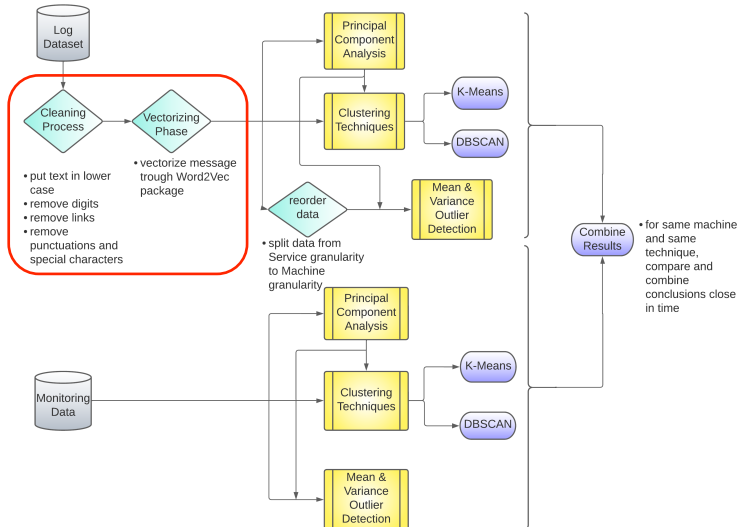 Log
Dataset
Cleaning
Process
Vectorizing
Phase
• put text in lower
case
• remove digits
• remove links
• remove
punctuations and
special characters
• vectorize message
trough Word2Vec
package
Principal
Component
Analysis
Clustering
Techniques
K-Means
DBSCAN
reorder
data
• split data from
Service granularity
to Machine
granularity
Mean &
Variance
Outlier
Detection
Combine
Results
• for same machine
and same
technique,
compare and
combine
conclusions close
in time
Monitoring
Data
Principal
Component
Analysis
Clustering
Techniques
K-Means
DBSCAN
Mean &
Variance
Outlier
Detection